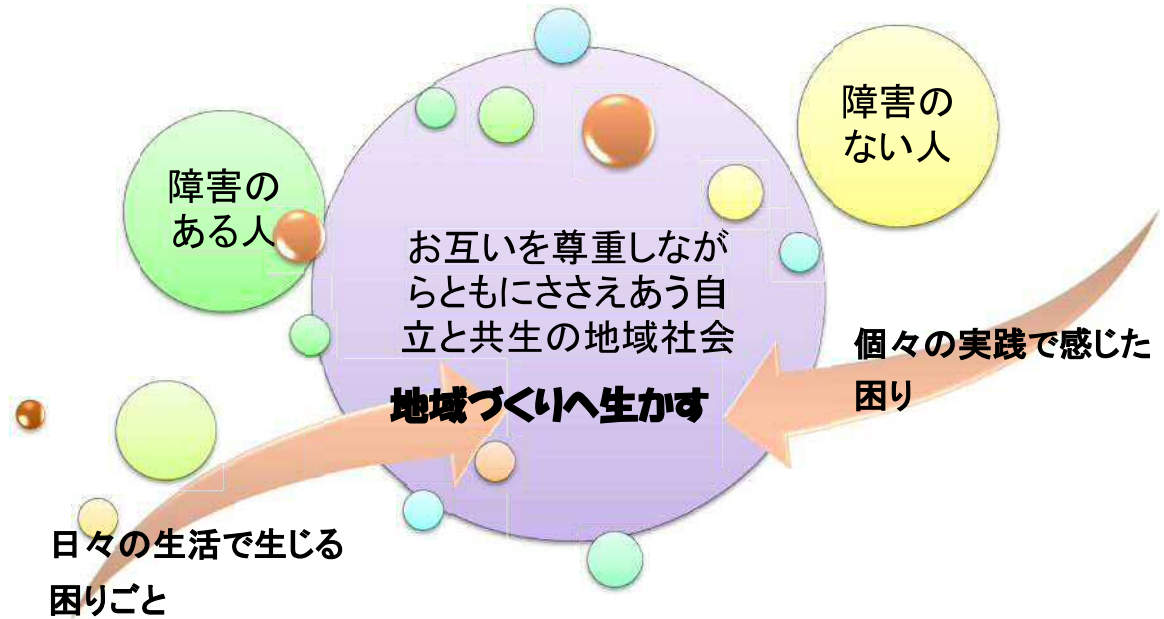 障害の
ない人
障害の
ある人
お互いを尊重しなが
らともにささえあう自
立と共生の地域社会
地域づくりへ生かす
個々の実践で感じた
困り
日々の生活で生じる
困りごと